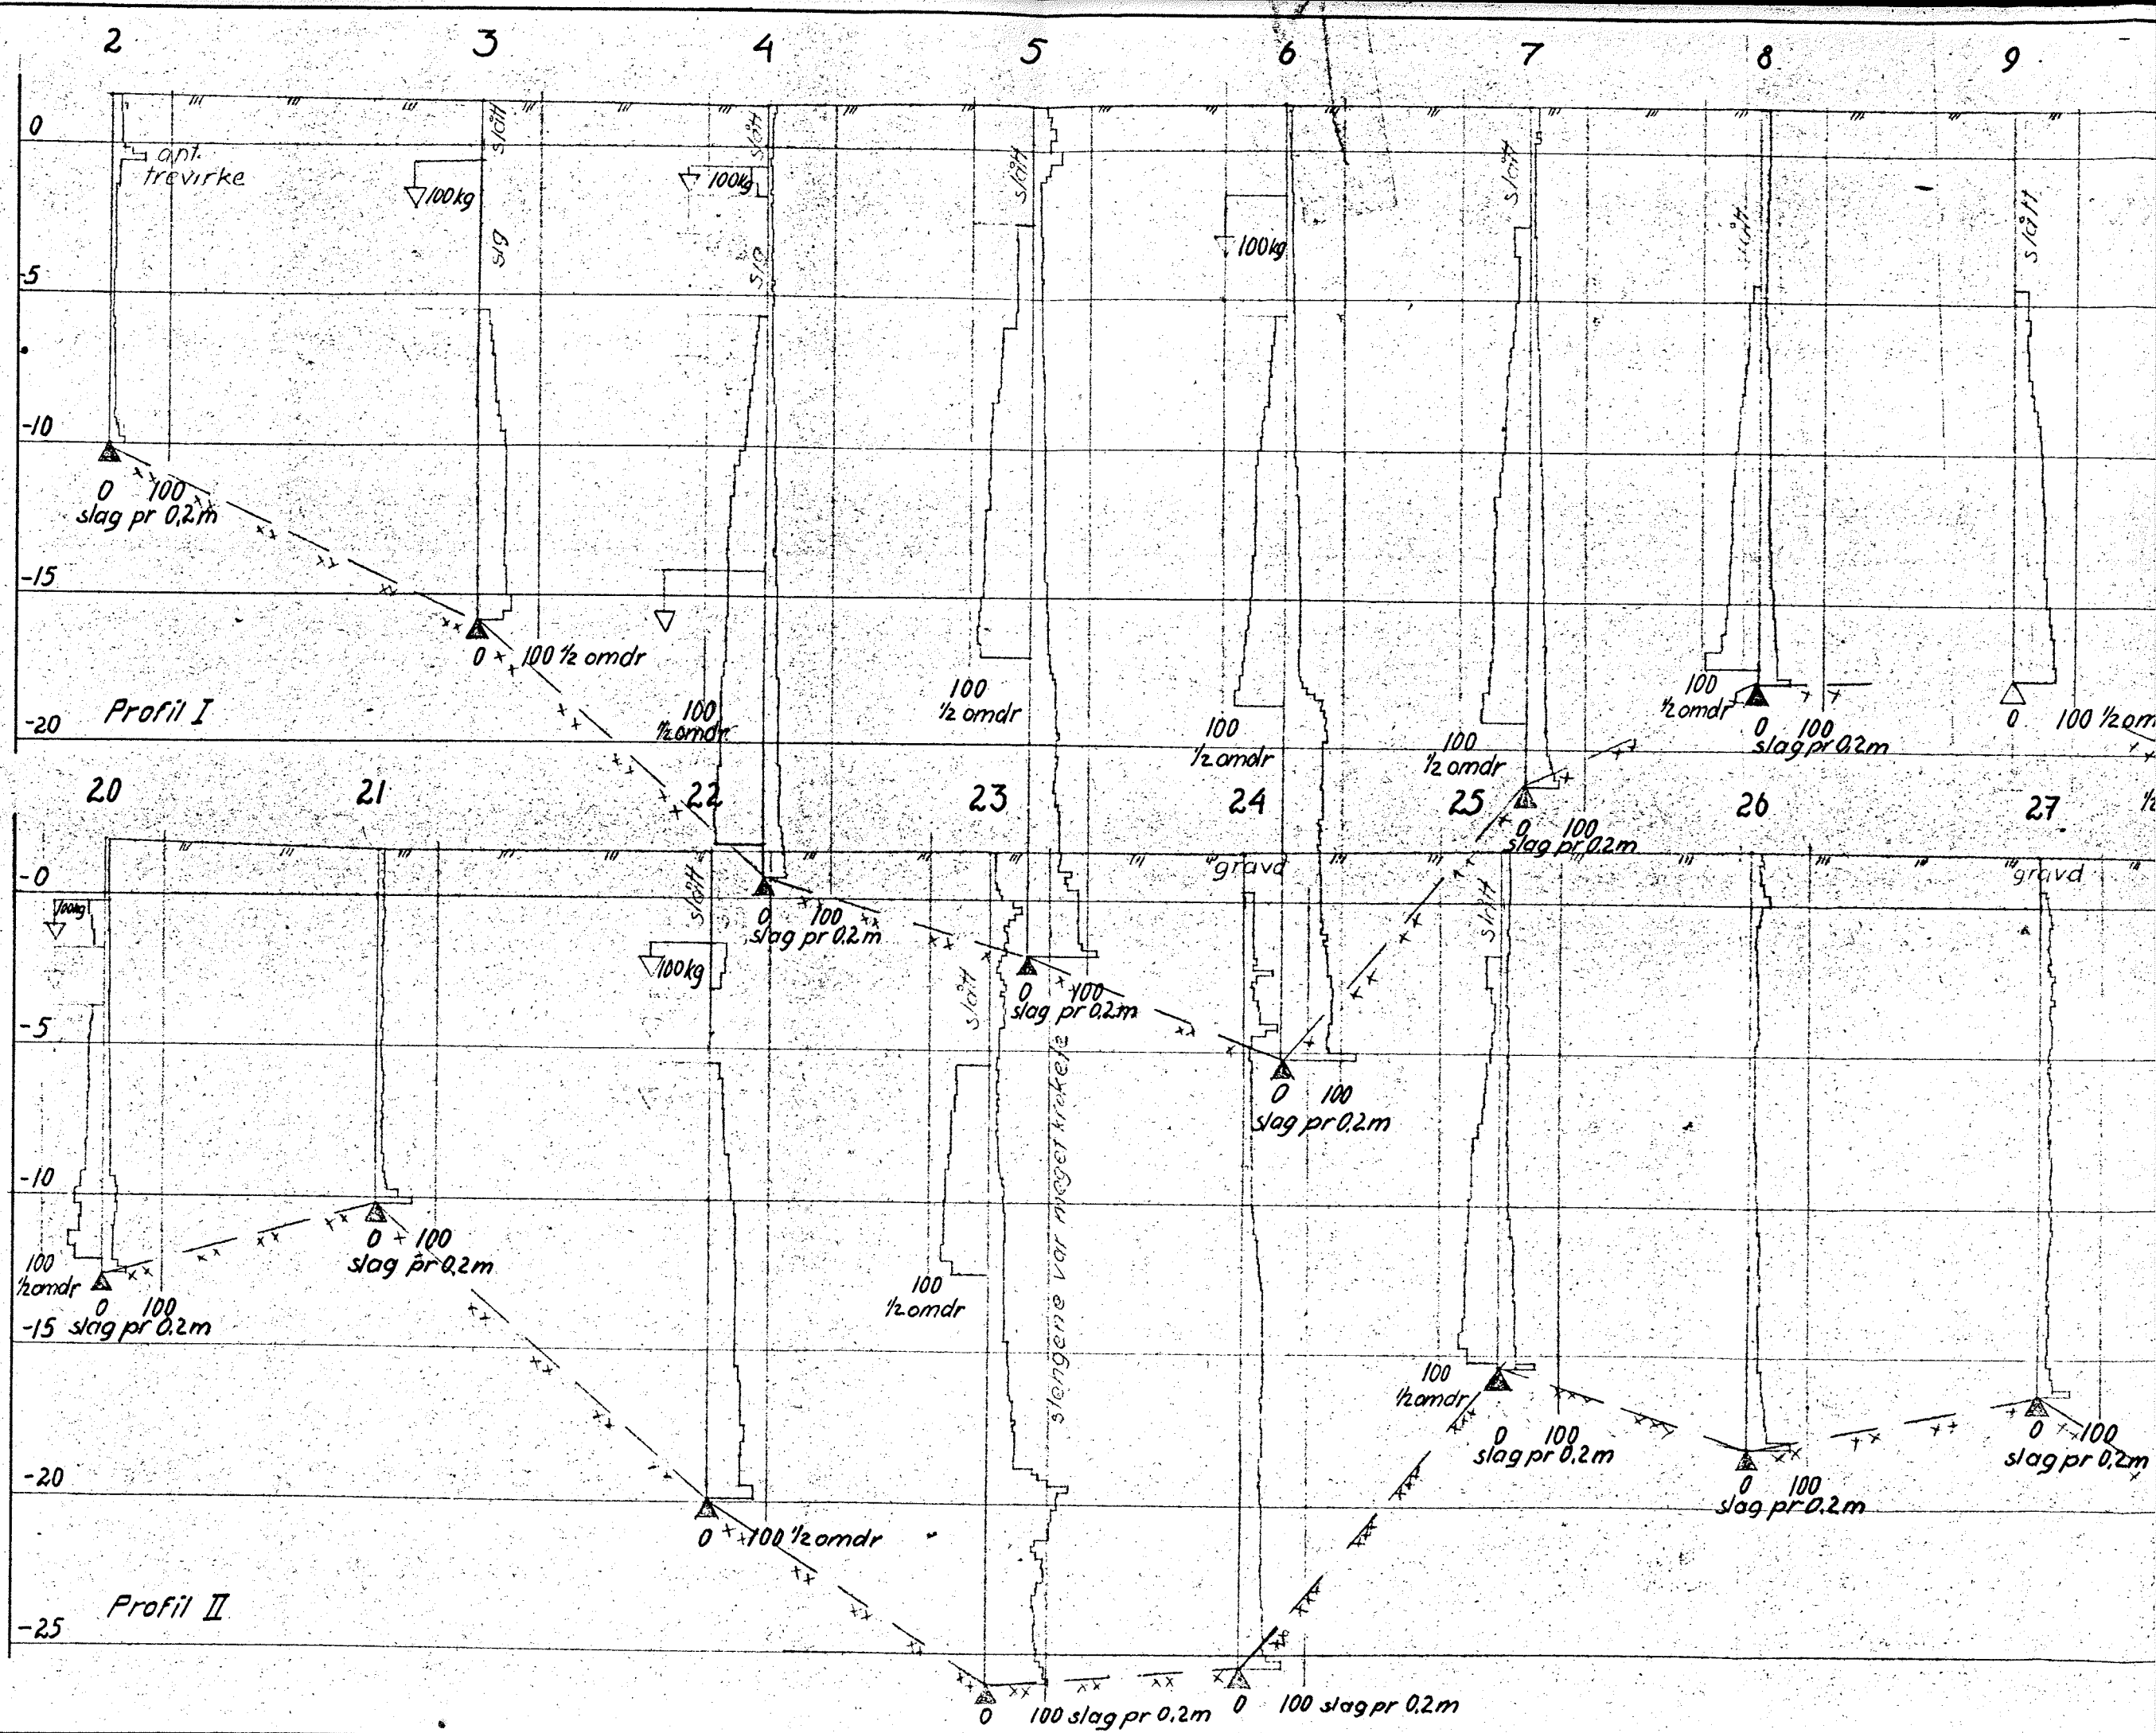 2 3 4 5 6 7 8 9
0
ant.
trevirke
100kg
slått
sig
100kg
slått
sig
slått
100kg
slått
slått
slått
-5
-10
0 100
slag pr 0,2m
-15
0 100 1/2 omdr
Profil I
-20
100
1/2 omdr
100
1/2 omdr
100
1/2 omdr
100
1/2 omdr
100
1/2 omdr
0 100
slag pr 0.2m
0 100 1/2 om
20 21 22 23 24 25 26 27
0 100
slag pr 0.2m
-0
100kg
slått
0 100
slag pr 0.2m
gravd
slått
gravd
100kg
slått
0 100
slag pr 0.2m
-5
stengene var meget krokete
0 100
slag pr 0.2m
-10
100
1/2 omdr
0 100
slag pr 0.2m
0 100
slag pr 0,2m
100
1/2 omdr
-15
100
1/2 omdr
0 100
slag pr 0.2m
0 100
slag pr 0.2m
0 100
slag pr 0.2m
-20
0 100 1/2 omdr
Profil II
-25
0 100 slag pr 0.2m
0 100 slag pr 0.2m